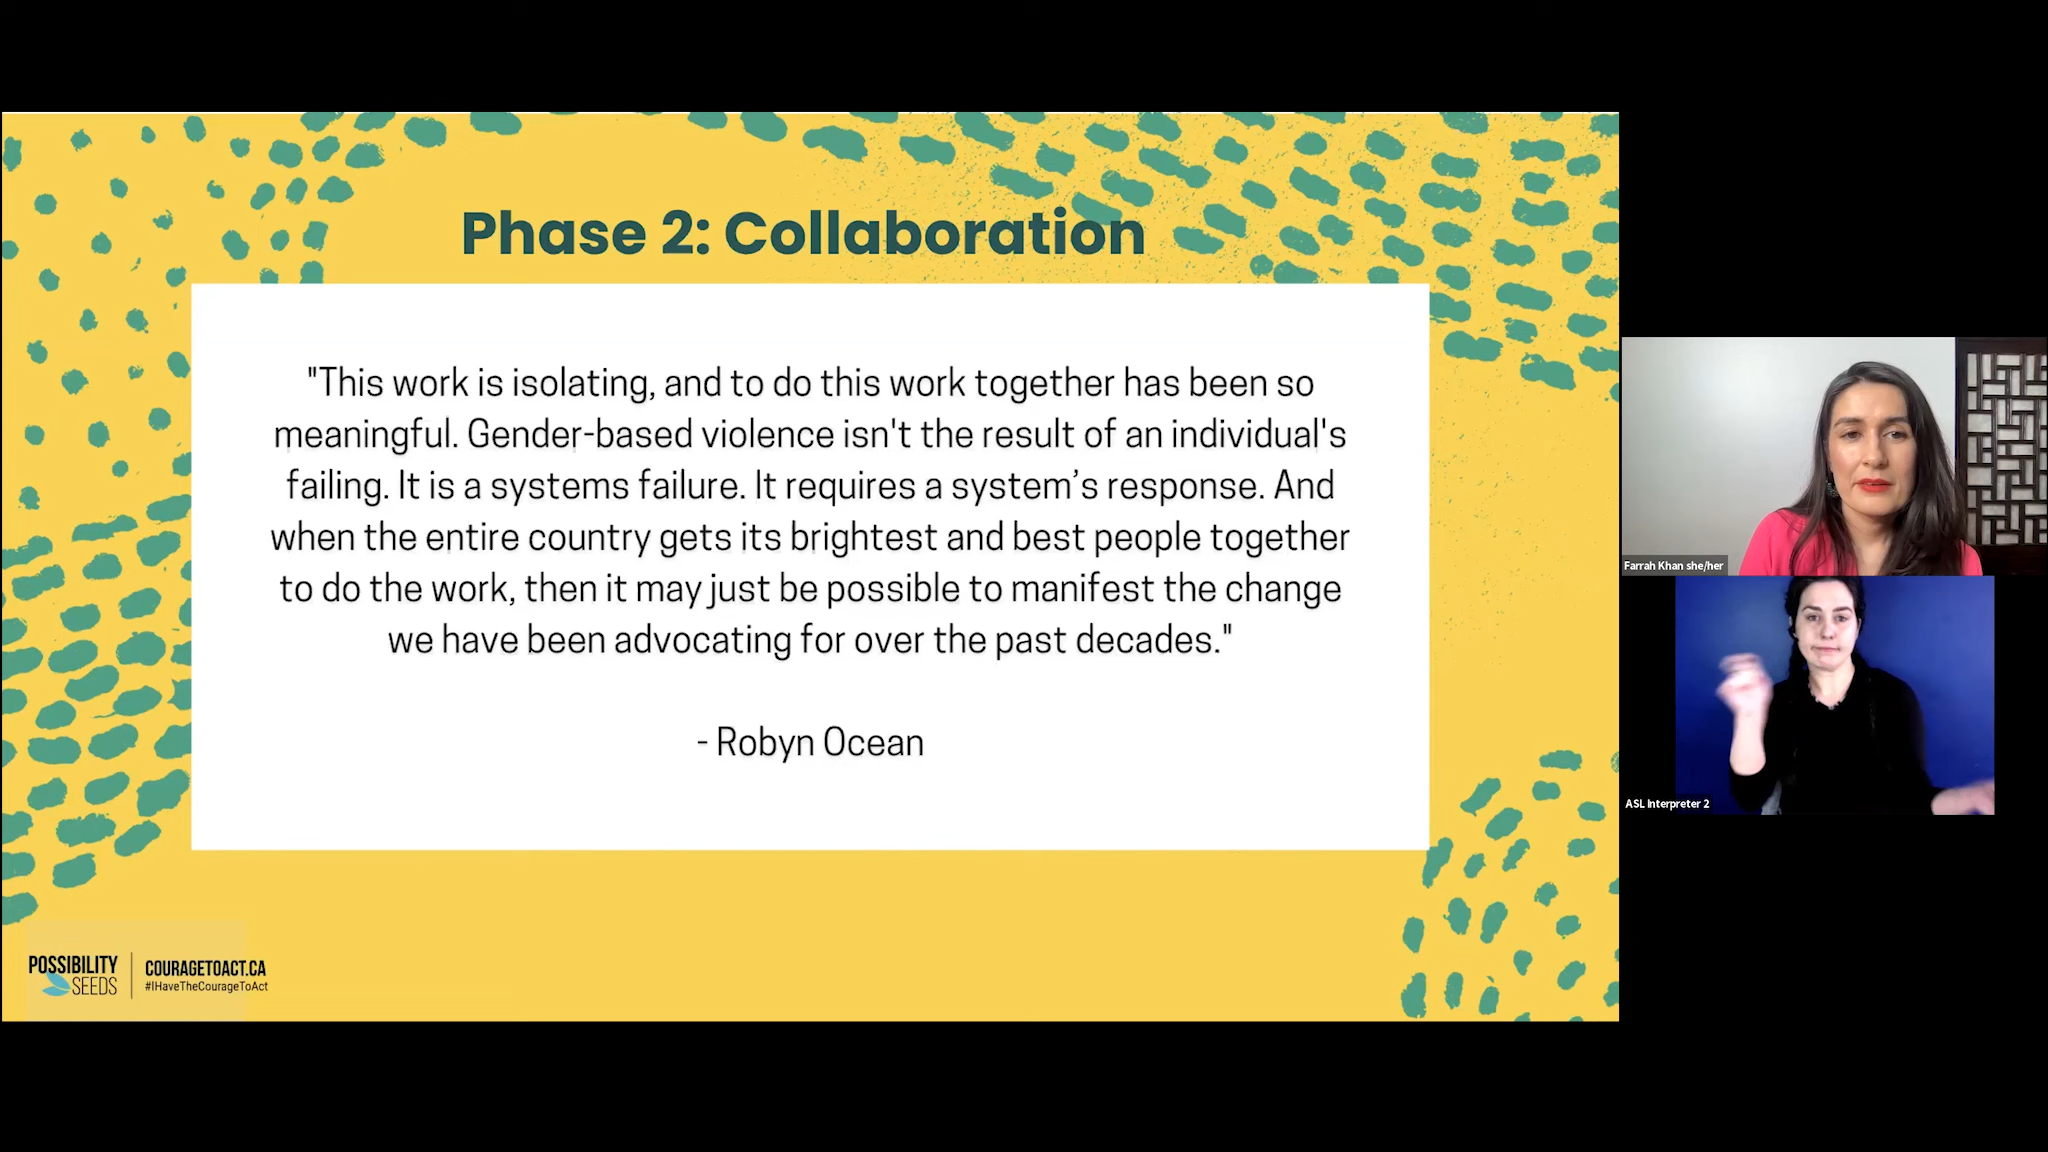 Phase 2: Collaboration
"This work is isolating, and to do this work together has been so
meaningful. Gender-based violence isn't the result of an individual's
failing. It is a systems failure. It requires a system’s response. And
when the entire country gets its brightest and best people together
to do the work, then it may just be possible to manifest the change
we have been advocating for over the past decades."
- Robyn Ocean
POSSIBILITY
SEEDS
COURAGETOACT.CA
#IHaveTheCourageToAct
Farrah Khan she/her
ASL Interpreter 2